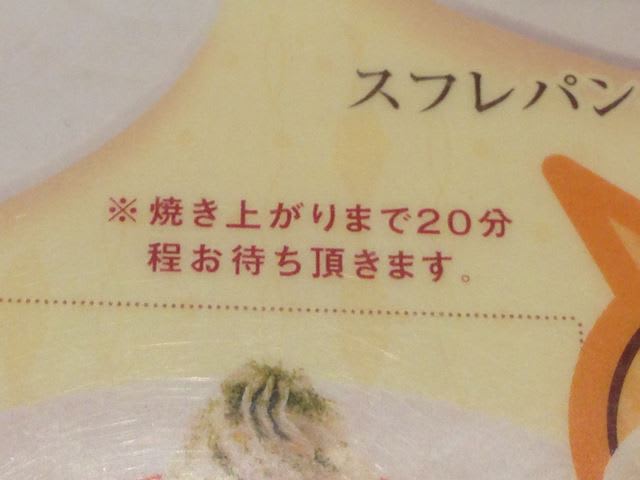 スフレパン
※焼き上がりまで20分
程お待ち頂きます。